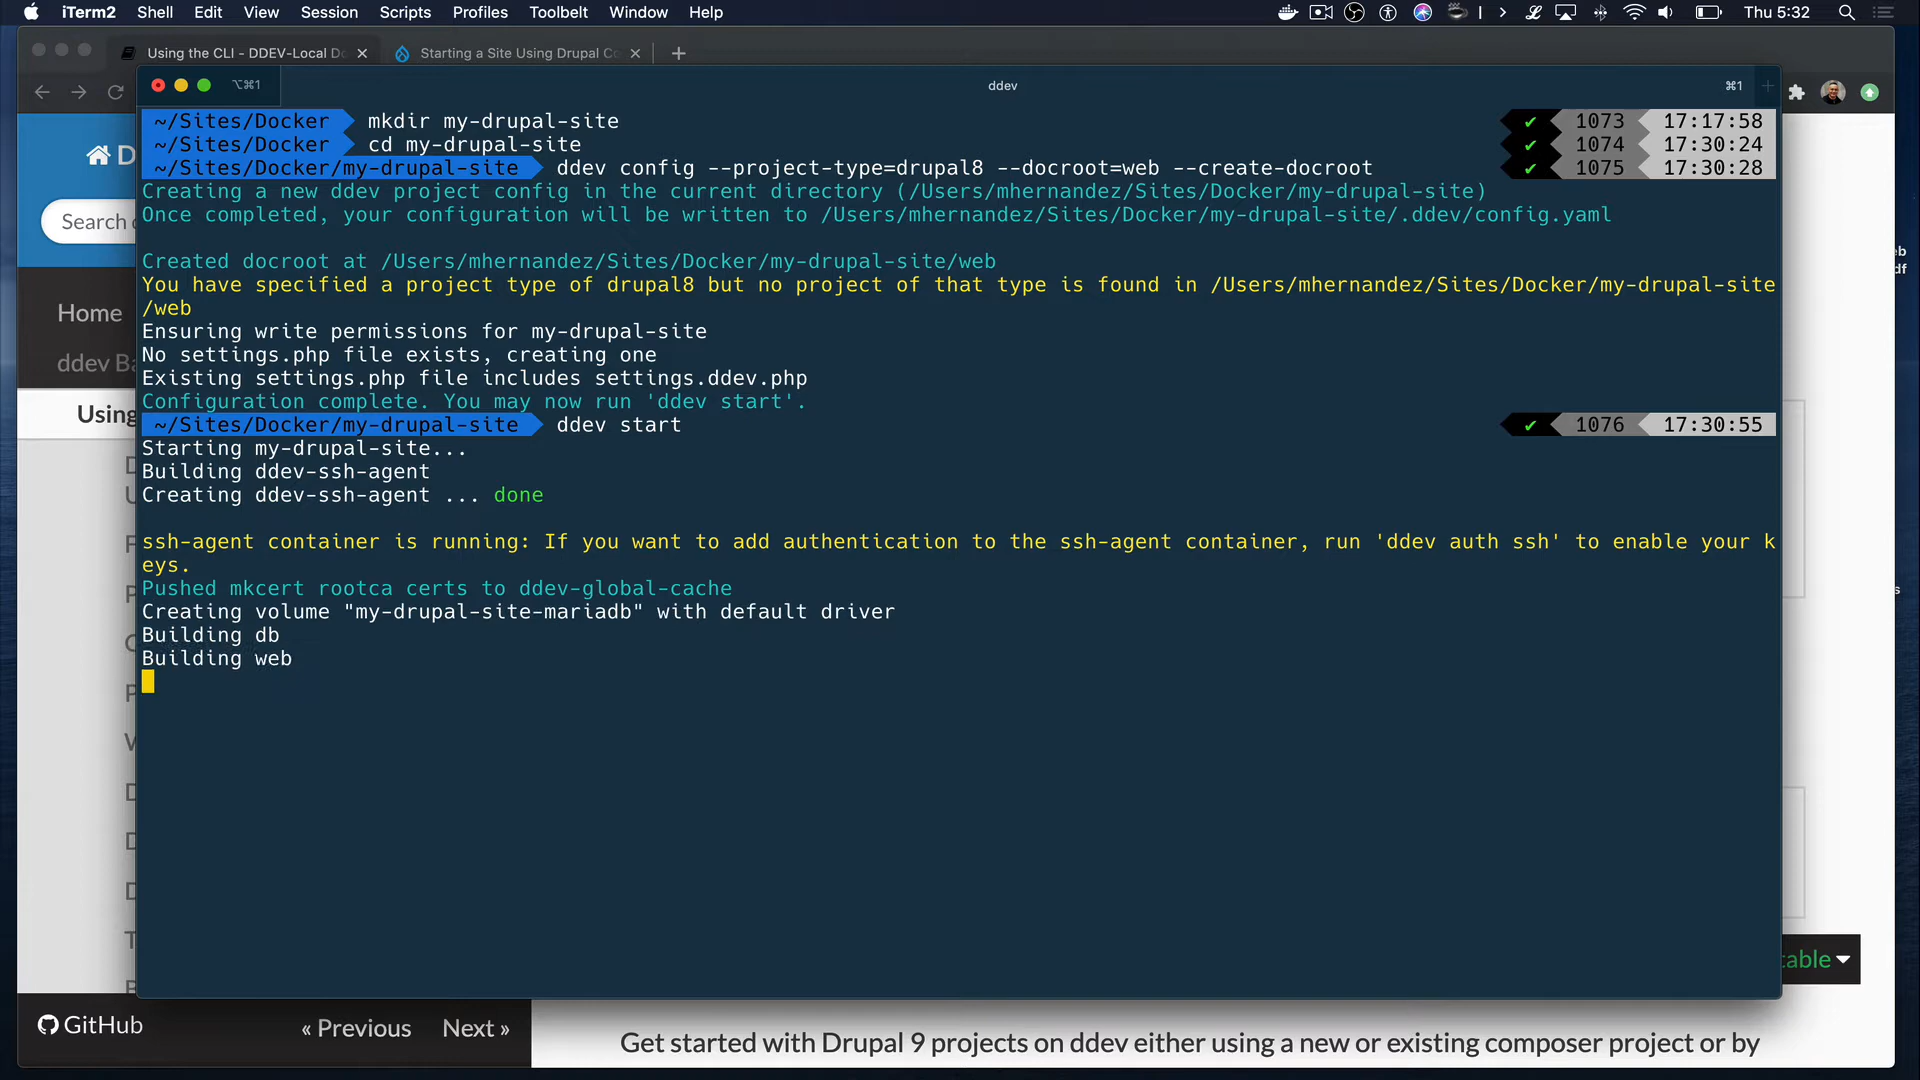 iTerm2 Shell Edit View Session Scripts Profiles Toolbelt Window Help Thu 5:32
Using the CLI - DDEV-Local Do
Starting a Site Using Drupal Co
⌥⌘1 ddev ⌘1
~/Sites/Docker mkdir my-drupal-site ✔ 1073 17:17:58
~/Sites/Docker cd my-drupal-site ✔ 1074 17:30:24
~/Sites/Docker/my-drupal-site ddev config --project-type=drupal8 --docroot=web --create-docroot ✔ 1075 17:30:28
Creating a new ddev project config in the current directory (/Users/mhernandez/Sites/Docker/my-drupal-site)
Once completed, your configuration will be written to /Users/mhernandez/Sites/Docker/my-drupal-site/.ddev/config.yaml
Created docroot at /Users/mhernandez/Sites/Docker/my-drupal-site/web
You have specified a project type of drupal8 but no project of that type is found in /Users/mhernandez/Sites/Docker/my-drupal-site
/web
Ensuring write permissions for my-drupal-site
No settings.php file exists, creating one
Existing settings.php file includes settings.ddev.php
Configuration complete. You may now run 'ddev start'.
~/Sites/Docker/my-drupal-site ddev start ✔ 1076 17:30:55
Starting my-drupal-site...
Building ddev-ssh-agent
Creating ddev-ssh-agent ... done
ssh-agent container is running: If you want to add authentication to the ssh-agent container, run 'ddev auth ssh' to enable your k
eys.
Pushed mkcert rootca certs to ddev-global-cache
Creating volume "my-drupal-site-mariadb" with default driver
Building db
Building web
D
Search
Home
ddev Ba
Using
GitHub « Previous Next »
Get started with Drupal 9 projects on ddev either using a new or existing composer project or by